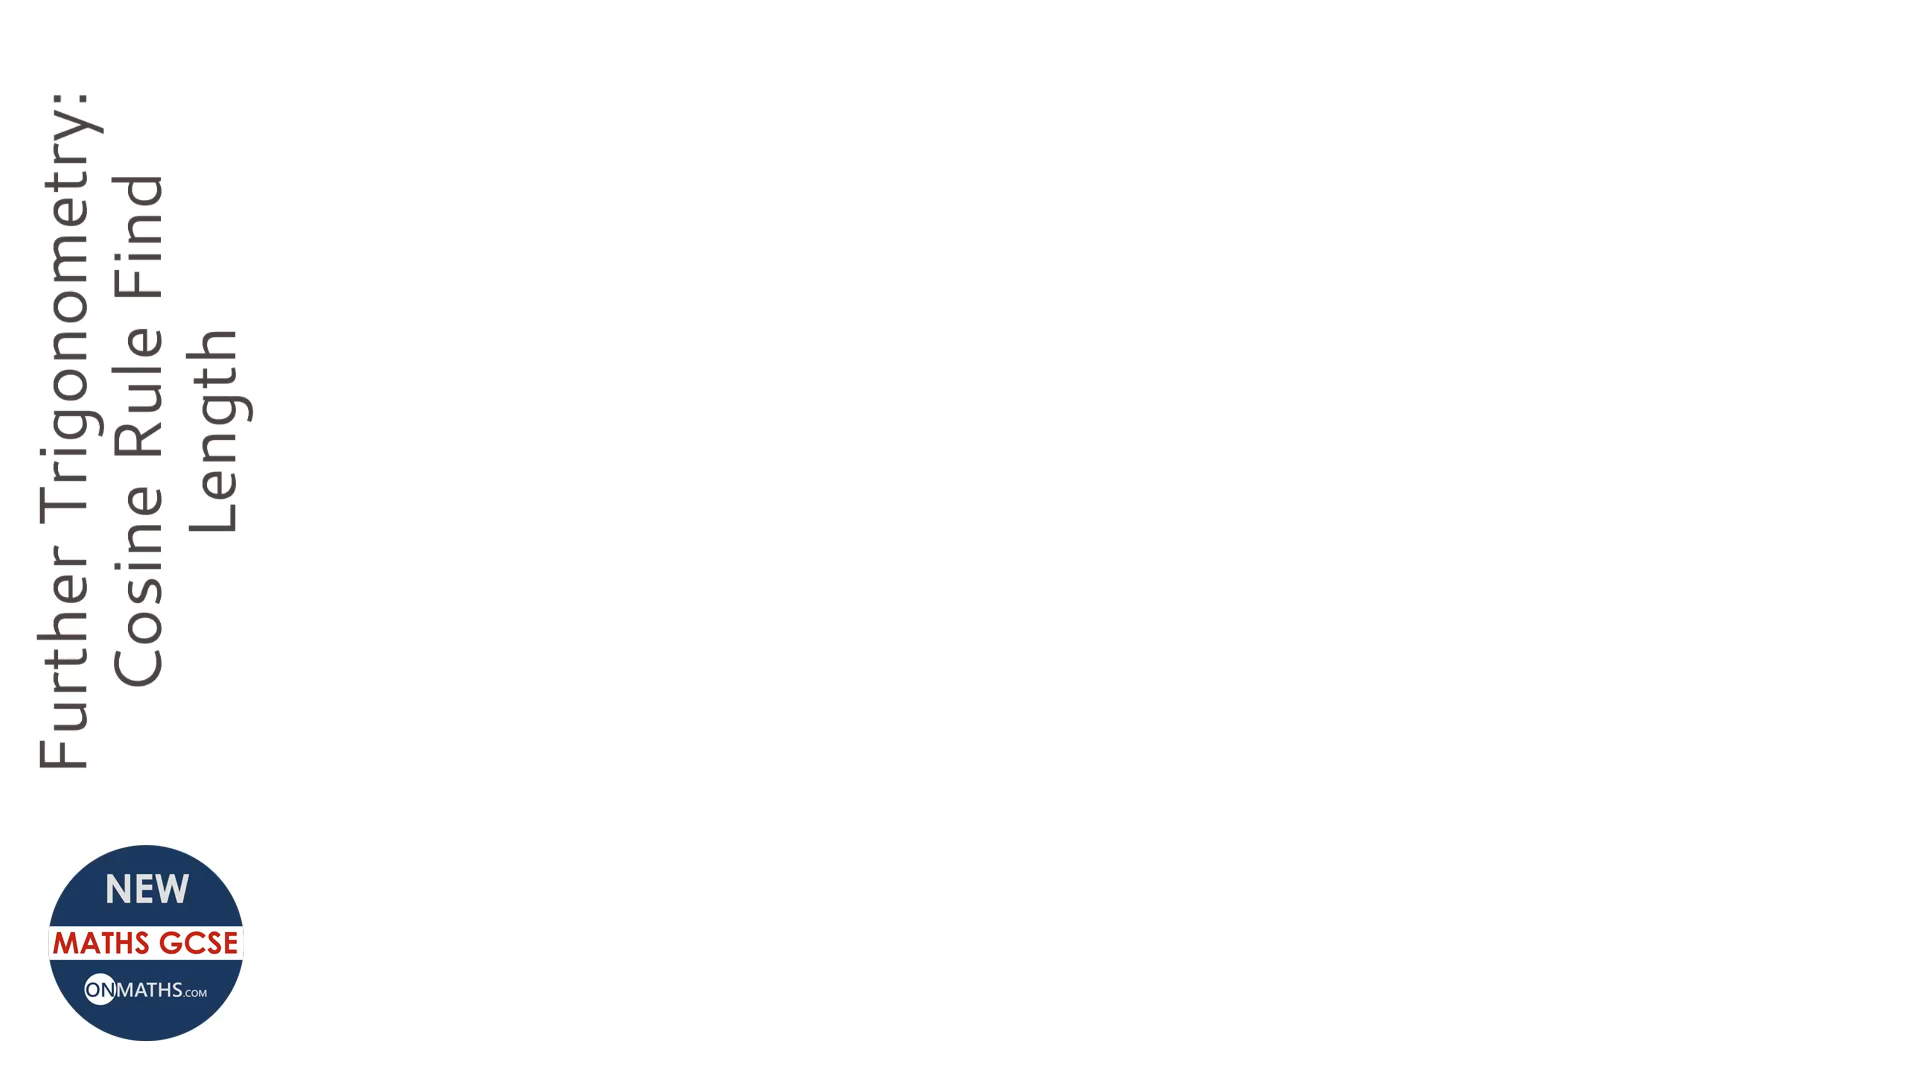 Further Trigonometry:
Cosine Rule Find
Length
NEW
MATHS GCSE
ONMATHS.COM